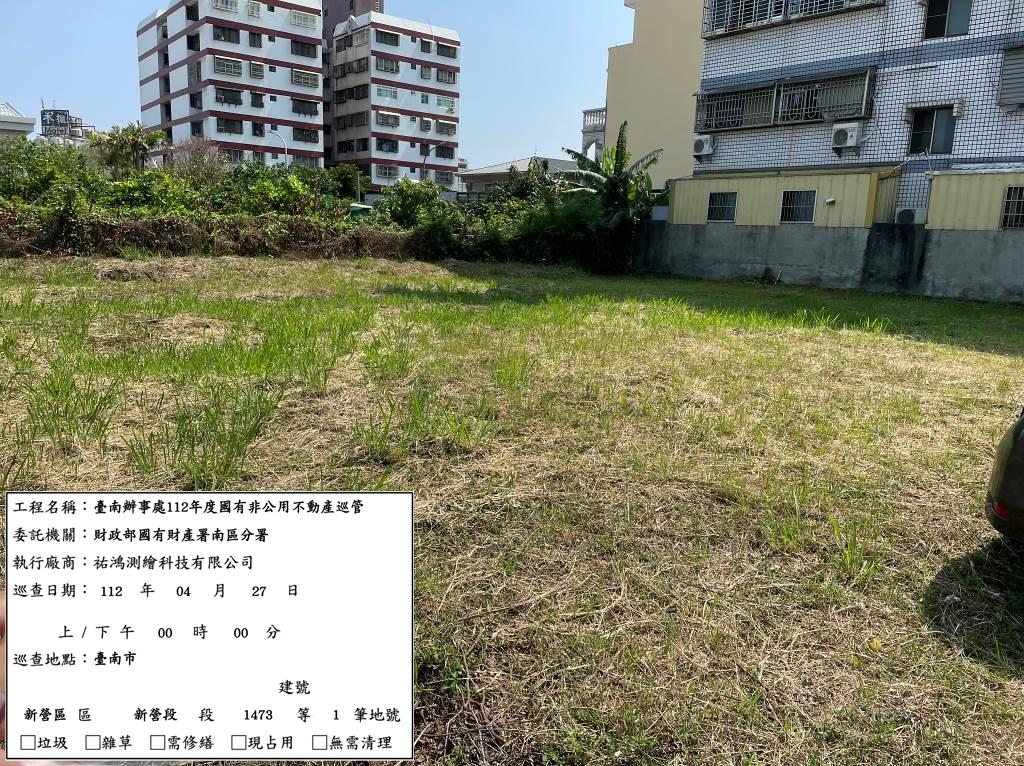 工程名稱：臺南辦事處112年度國有非公用不動產巡管
委託機關：財政部國有財產署南區分署
執行廠商：祐鴻測繪科技有限公司
巡查日期： 112 年 04 月 27 日
上 / 下 午 00 時 00 分
巡查地點：臺南市
建號
新營區 區 新營段 段 1473 等 1 筆地號
□垃圾 □雜草 □需修繕 □現占用 □無需清理